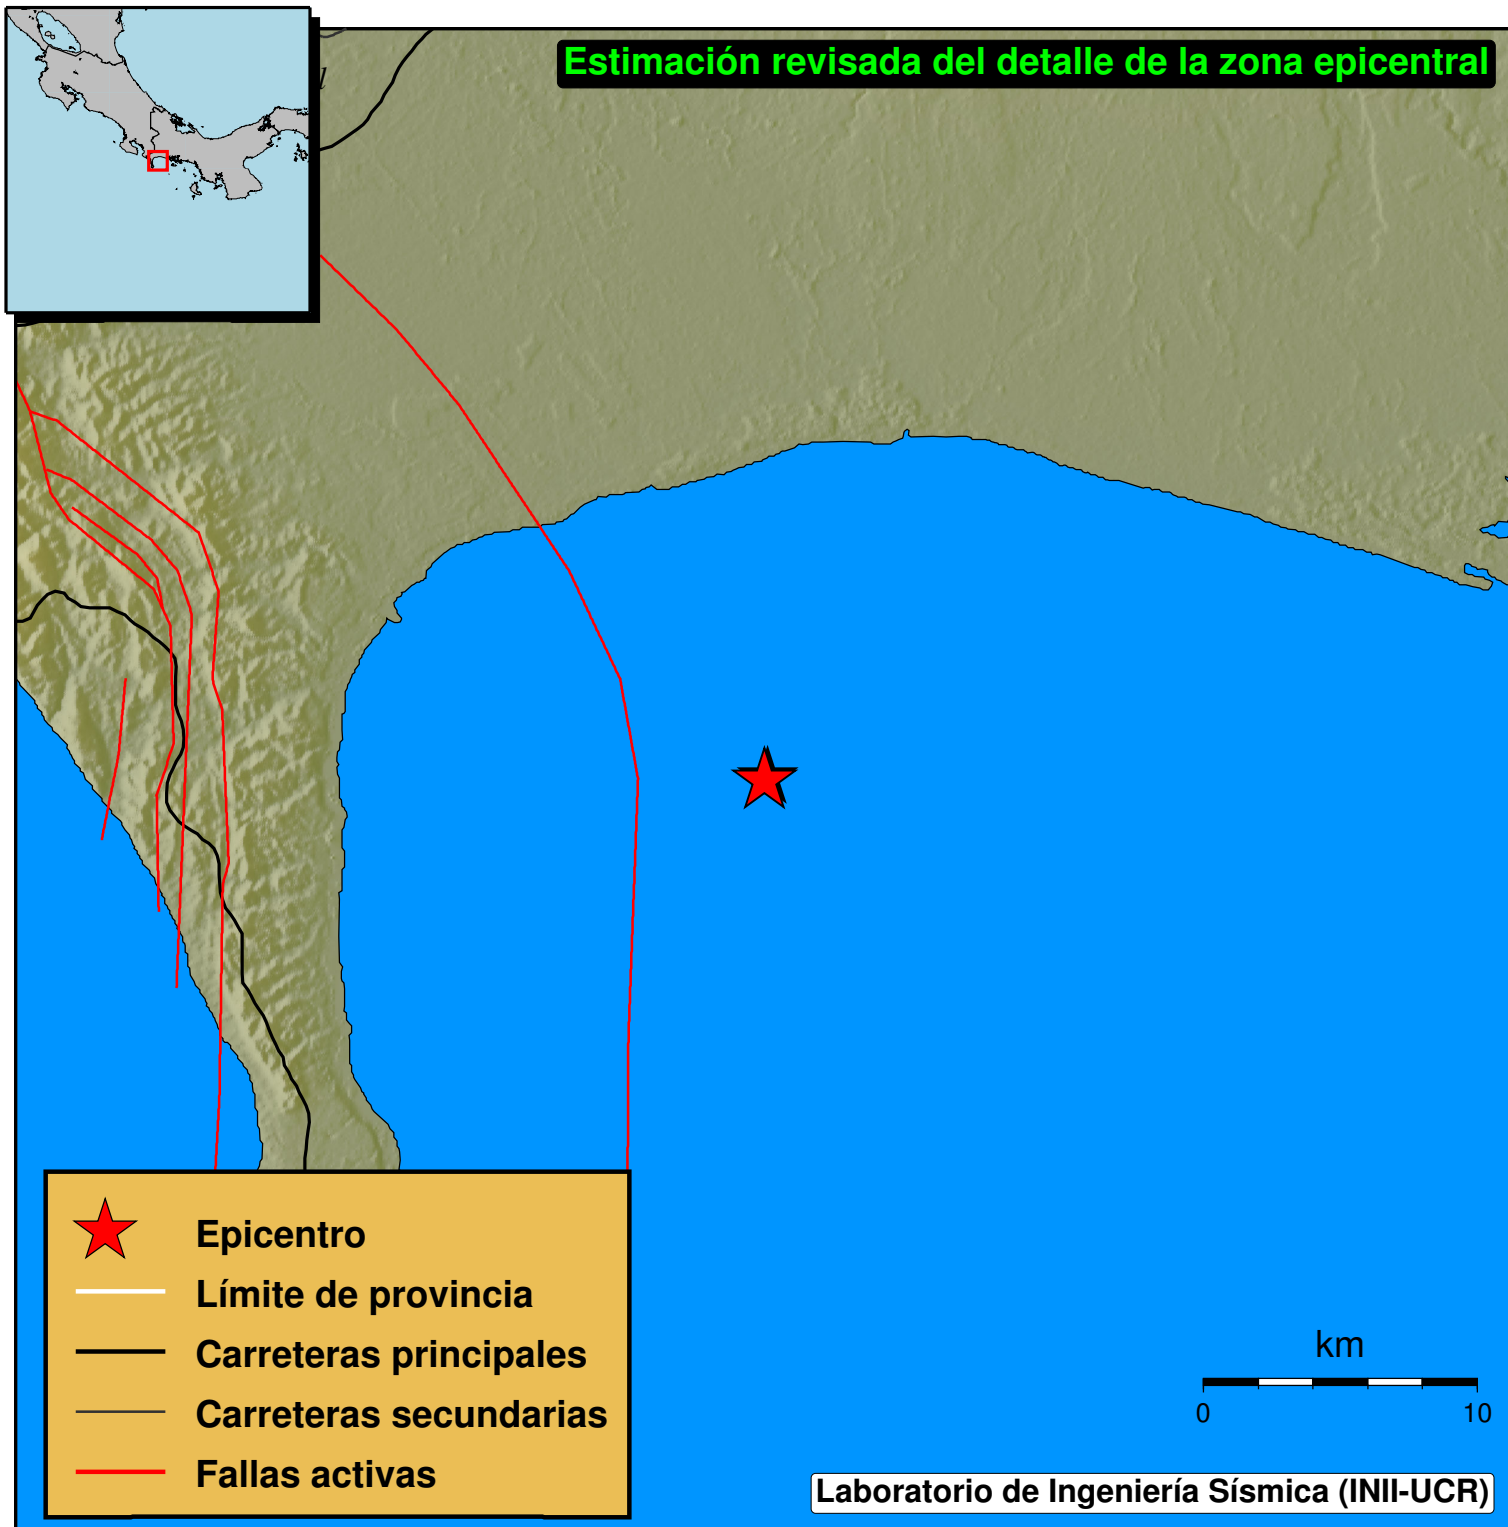 Estimación revisada del detalle de la zona epicentral
Epicentro
Límite de provincia
Carreteras principales
Carreteras secundarias
Fallas activas
km
0 10
Laboratorio de Ingeniería Sísmica (INII-UCR)